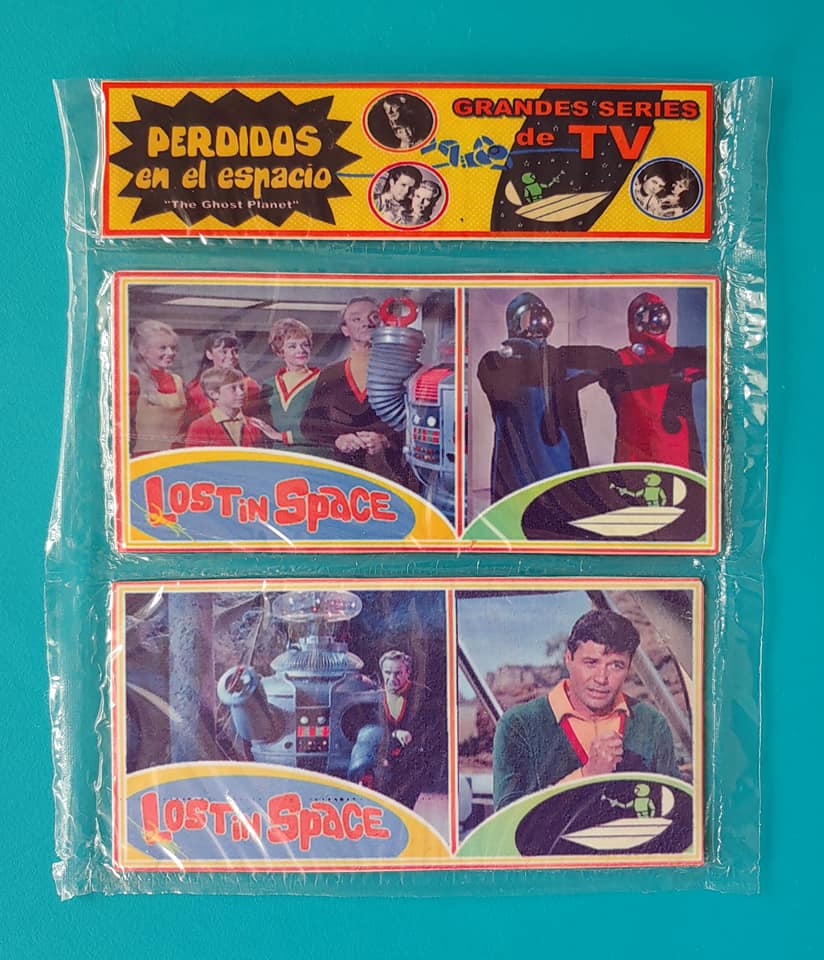 PERDIDOS
en el espacio
"The Ghost Planet"
GRANDES SERIES
de TV
LOST IN SPACE
LOST IN SPACE